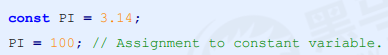 const PI = 3.14;
PI = 100; // Assignment to constant variable.